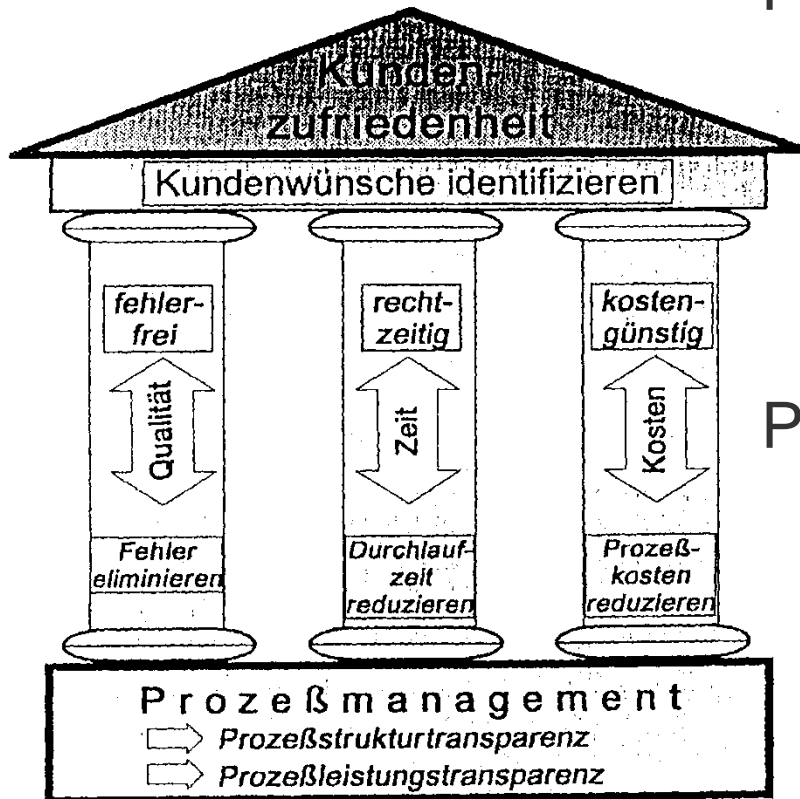 Kunden-
zufriedenheit
Kundenwünsche identifizieren
fehler-
frei
Qualität
Fehler
eliminieren
recht-
zeitig
Zeit
Durchlauf-
zeit
reduzieren
kosten-
günstig
Kosten
Prozeß-
kosten
reduzieren
P
Prozeßmanagement
Prozeßstrukturtransparenz
Prozeßleistungstransparenz